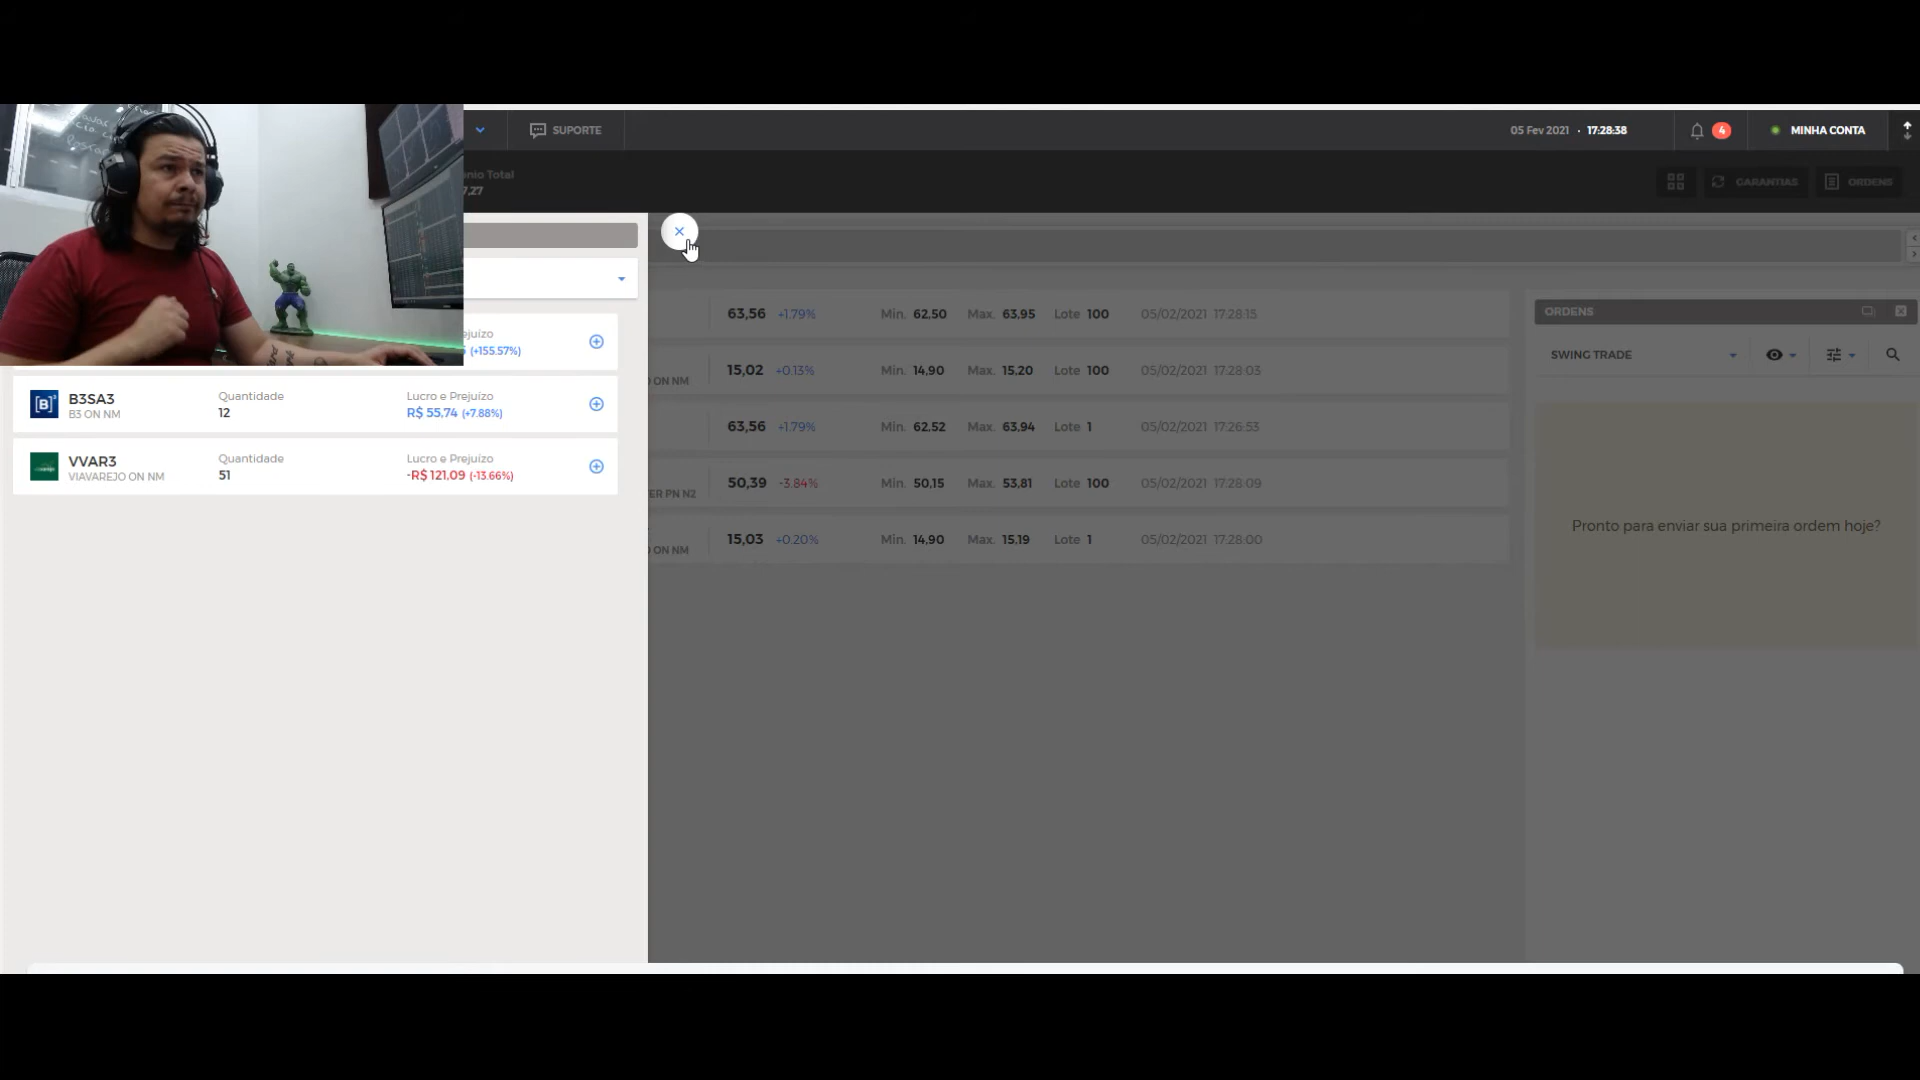 SUPORTE
05 Fev 2021 · 17:28:38
4
MINHA CONTA
nio Total
7,27
GARANTIAS
ORDENS
ejuízo
(+155.57%)
B3SA3
B3 ON NM
Quantidade
12
Lucro e Prejuízo
R$ 55,74 (+7.88%)
VVAR3
VIAVAREJO ON NM
Quantidade
51
Lucro e Prejuízo
-R$ 121,09 (-13.66%)
63,56 +1.79% Min. 62,50 Max. 63,95 Lote 100 05/02/2021 17:28:15
15,02 +0.13% Min. 14,90 Max. 15,20 Lote 100 05/02/2021 17:28:03
O ON NM
63,56 +1.79% Min. 62,52 Max. 63,94 Lote 1 05/02/2021 17:26:53
50,39 -3.84% Min. 50,15 Max. 53,81 Lote 100 05/02/2021 17:28:09
ER PN N2
15,03 +0.20% Min. 14,90 Max. 15,19 Lote 1 05/02/2021 17:28:00
O ON NM
ORDENS
SWING TRADE
Pronto para enviar sua primeira ordem hoje?